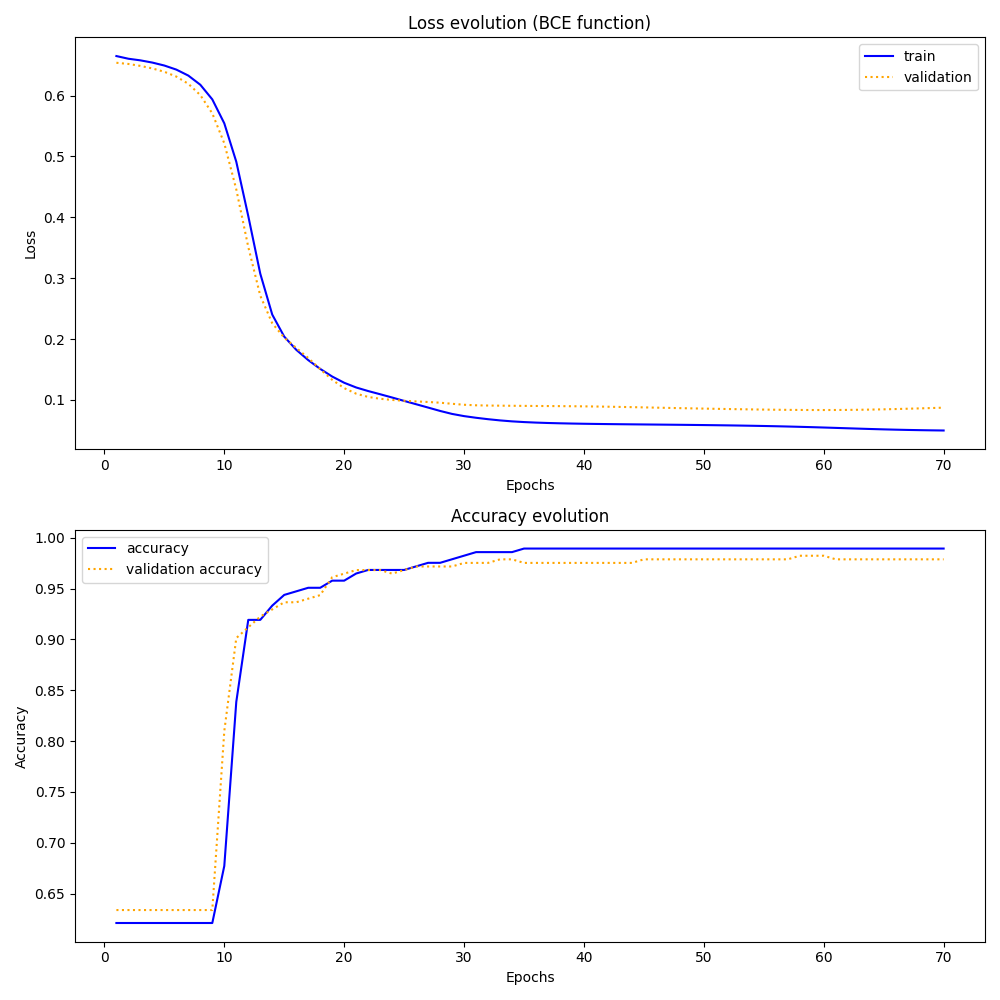 Loss evolution (BCE function)
train
validation
0.6
0.5
0.4
0.3
0.2
0.1
Loss
0 10 20 30 40 50 60 70
Epochs
Accuracy evolution
accuracy
validation accuracy
1.00
0.95
0.90
0.85
0.80
0.75
0.70
0.65
Accuracy
0 10 20 30 40 50 60 70
Epochs